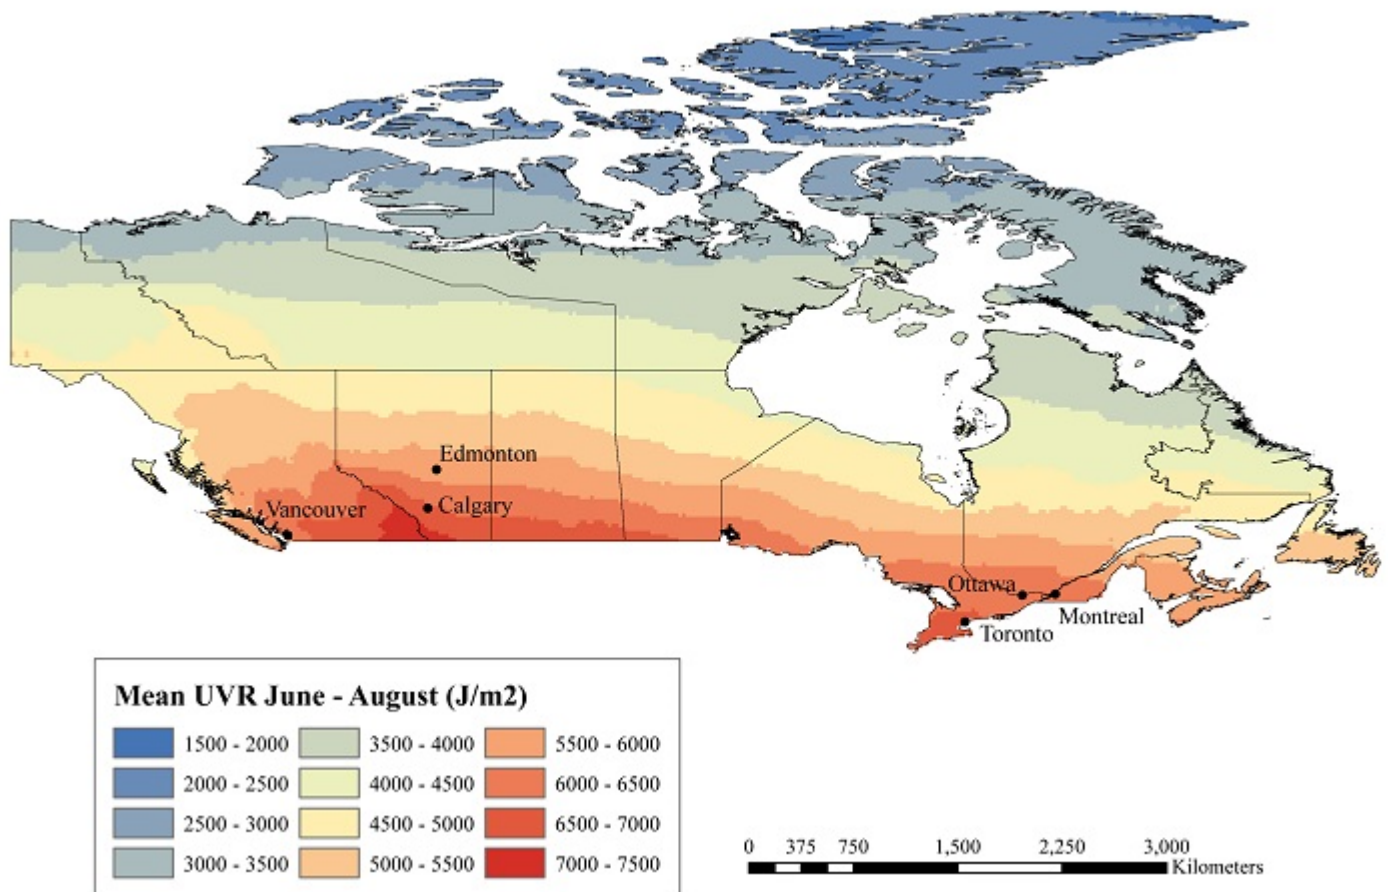 Edmonton
Calgary
Vancouver
Ottawa
Montreal
Toronto
Mean UVR June - August (J/m2)
1500 - 2000 3500 - 4000 5500 - 6000
2000 - 2500 4000 - 4500 6000 - 6500
2500 - 3000 4500 - 5000 6500 - 7000
3000 - 3500 5000 - 5500 7000 - 7500
0 375 750 1,500 2,250 3,000
Kilometers